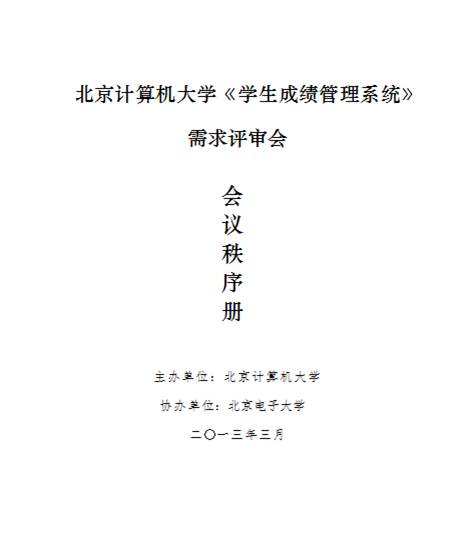 北京计算机大学《学生成绩管理系统》
需求评审会
会
议
秩
序
册
主办单位：北京计算机大学
协办单位：北京电子大学
二〇一三年三月